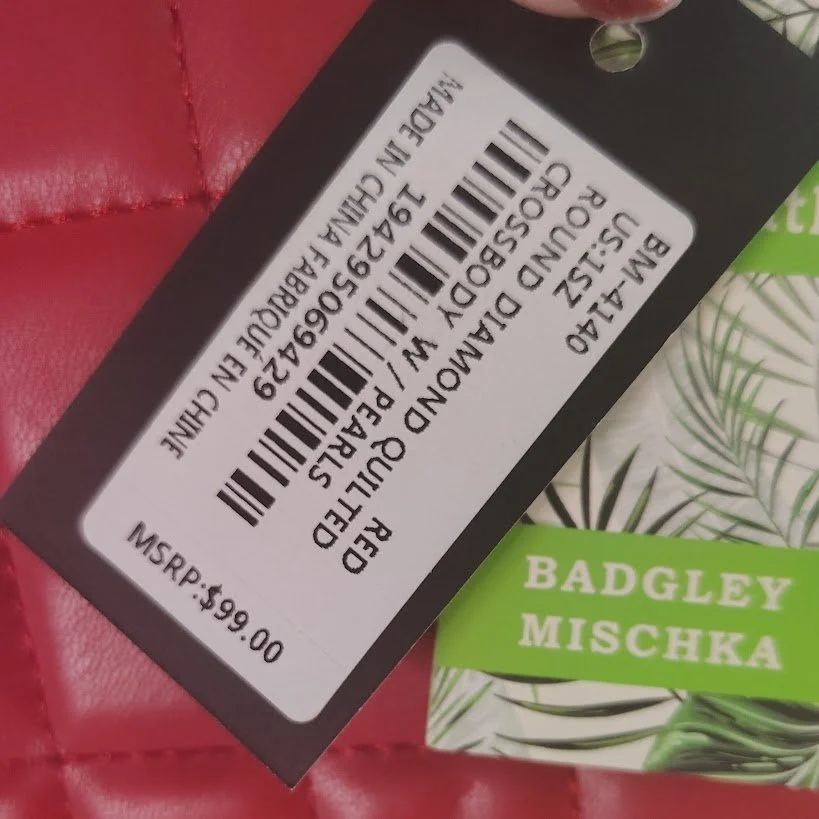 BM-4140
US:1SZ RED
ROUND DIAMOND QUILTED
CROSSBODY W / PEARLS
194295069429
MADE IN CHINA FABRIQUÉ EN CHINE
MSRP:$99.00
BADGLEY
MISCHKA